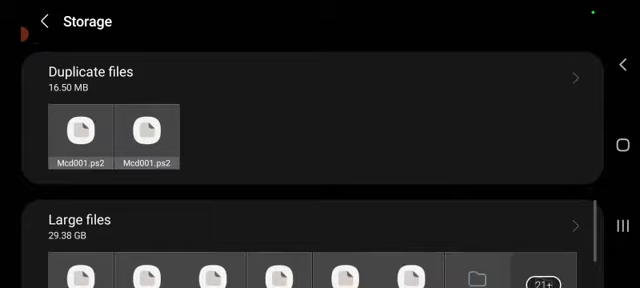 Storage
Duplicate files
16.50 MB
Mcd001.ps2 Mcd001.ps2
Large files
29.38 GB
21+